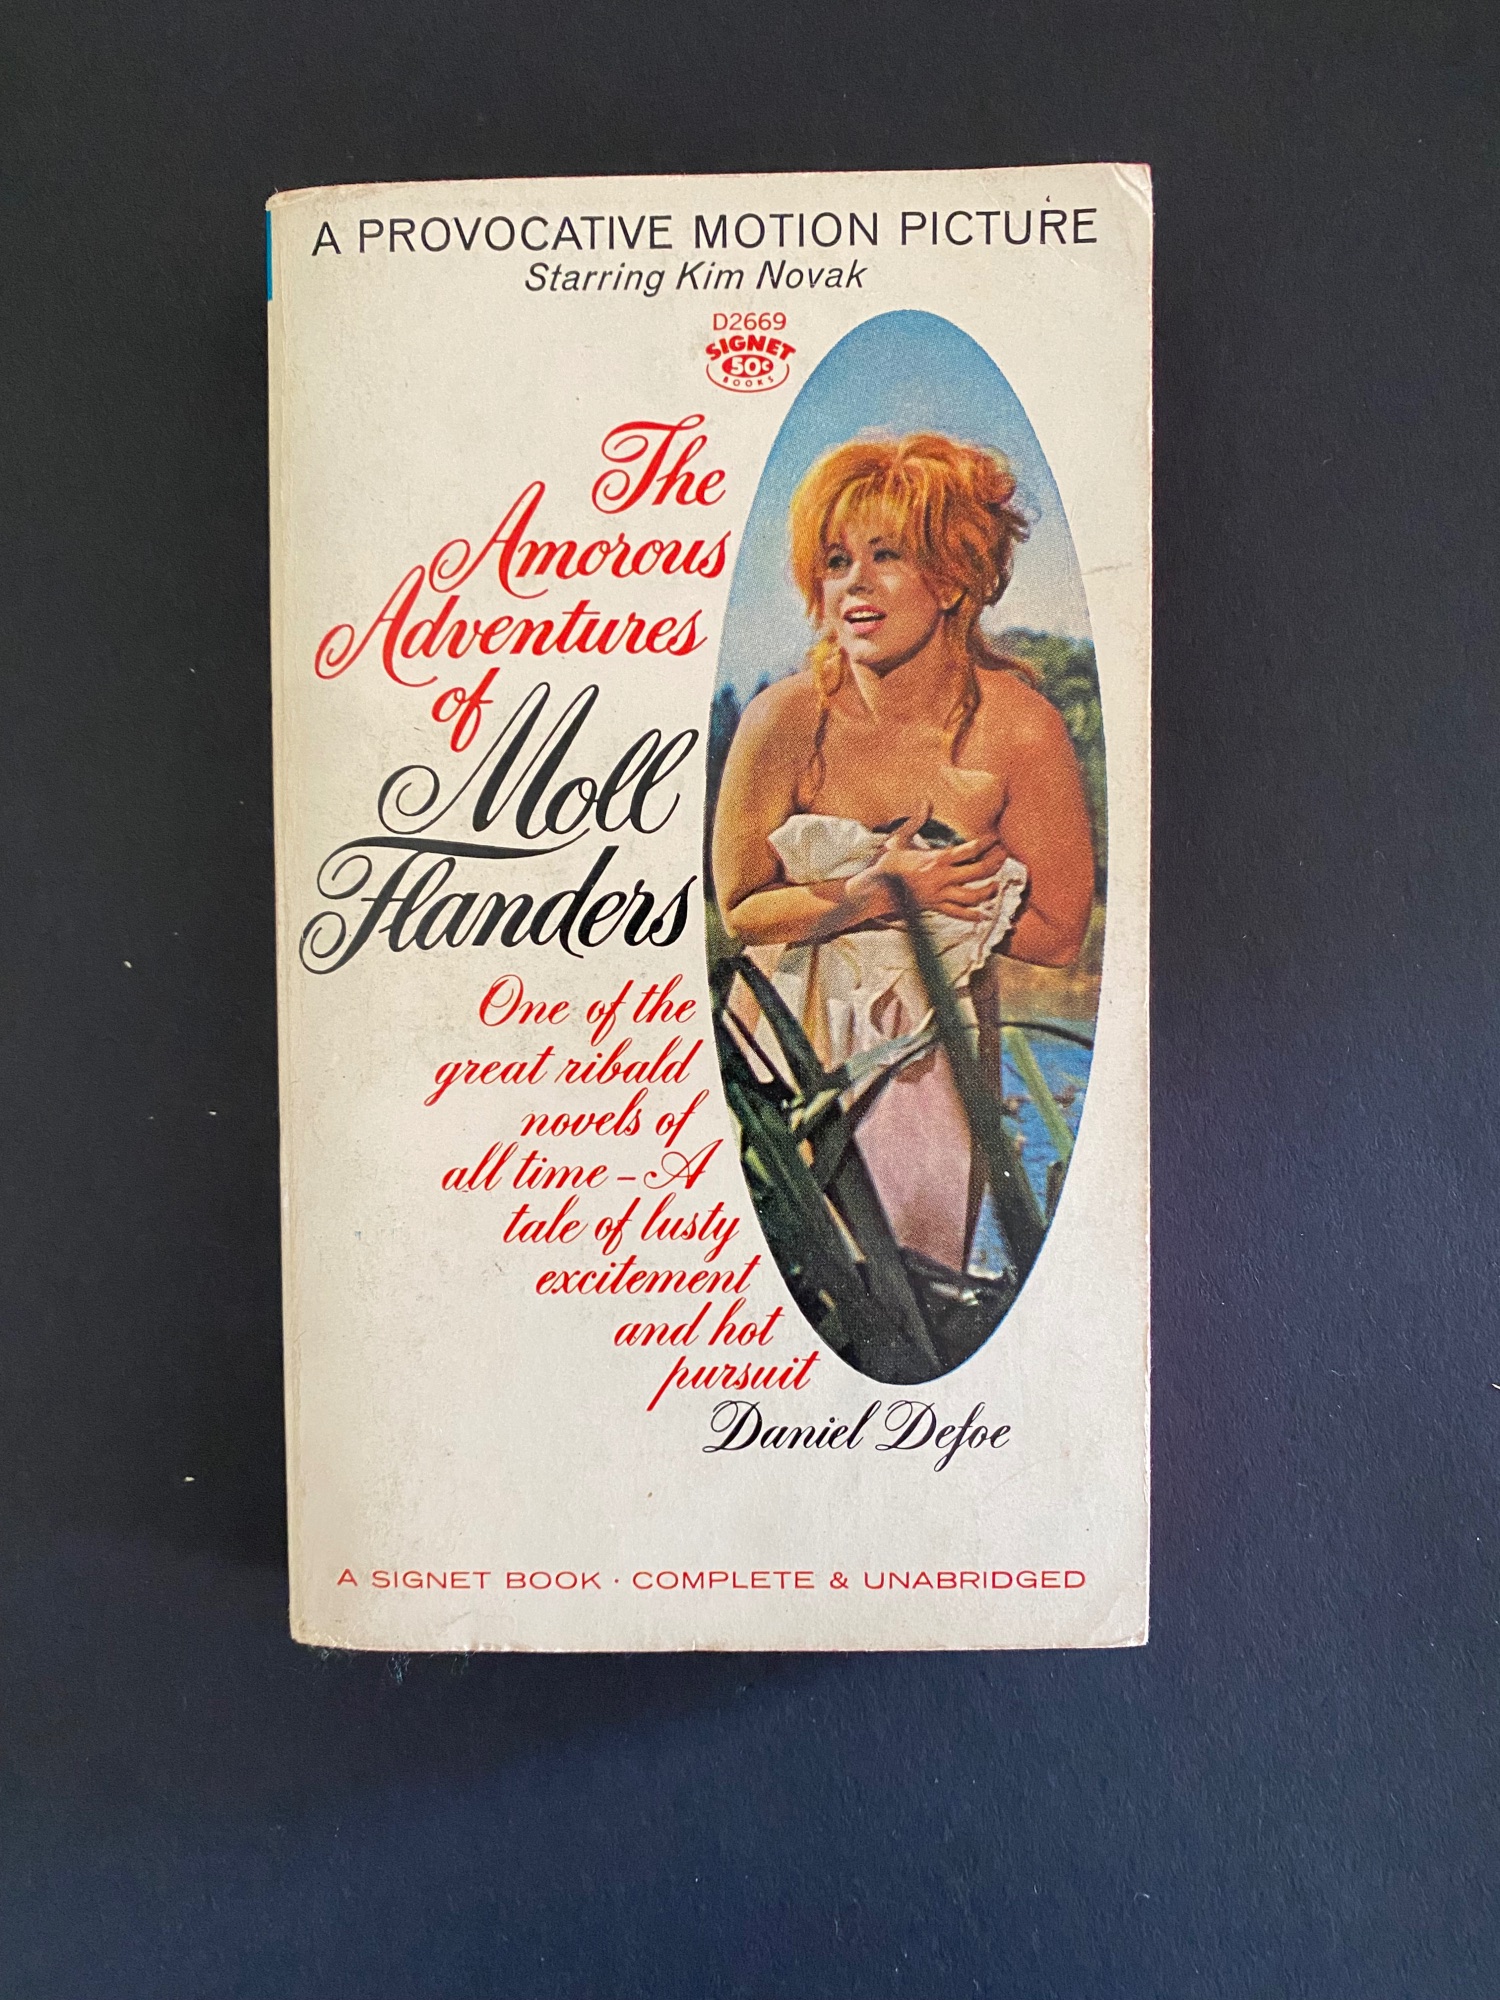 A PROVOCATIVE MOTION PICTURE
Starring Kim Novak
D2669
SIGNET
50¢
BOOKS
The
Amorous
Adventures
of
Moll
Flanders
One of the
great ribald
novels of
all time – A
tale of lusty
excitement
and hot
pursuit
Daniel Defoe
A SIGNET BOOK · COMPLETE & UNABRIDGED